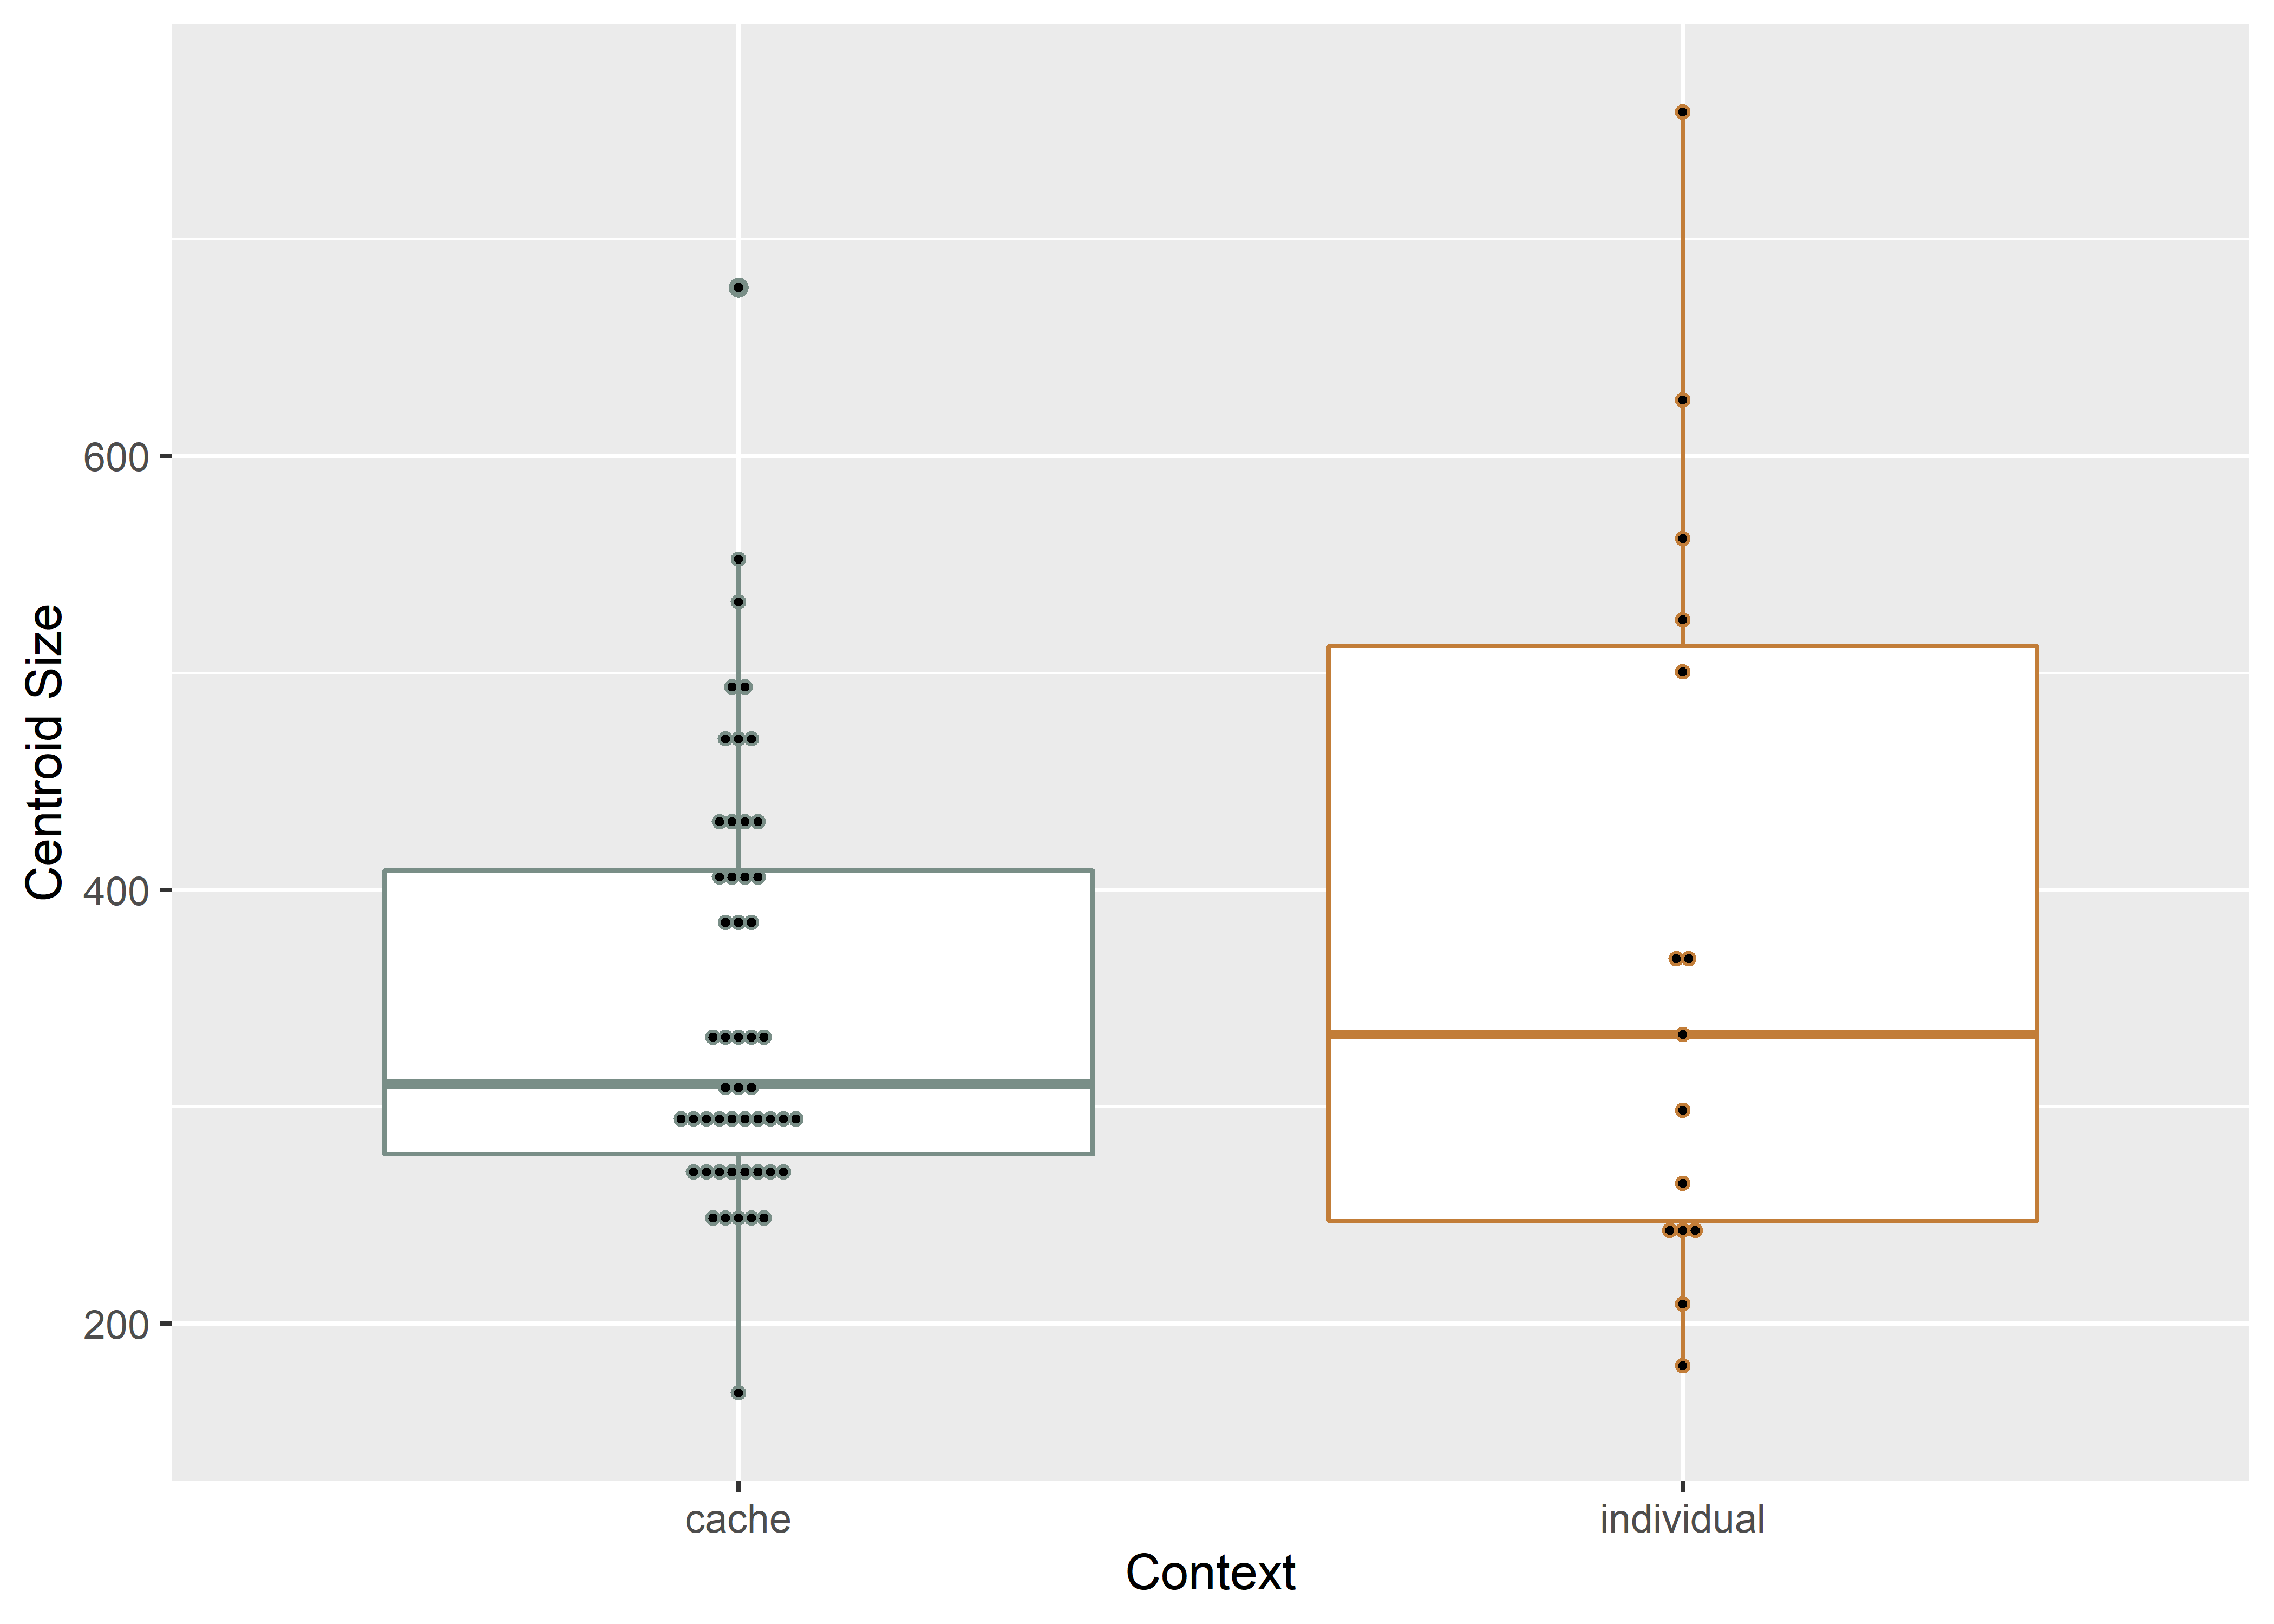 Centroid Size
600
400
200
cache
individual
Context